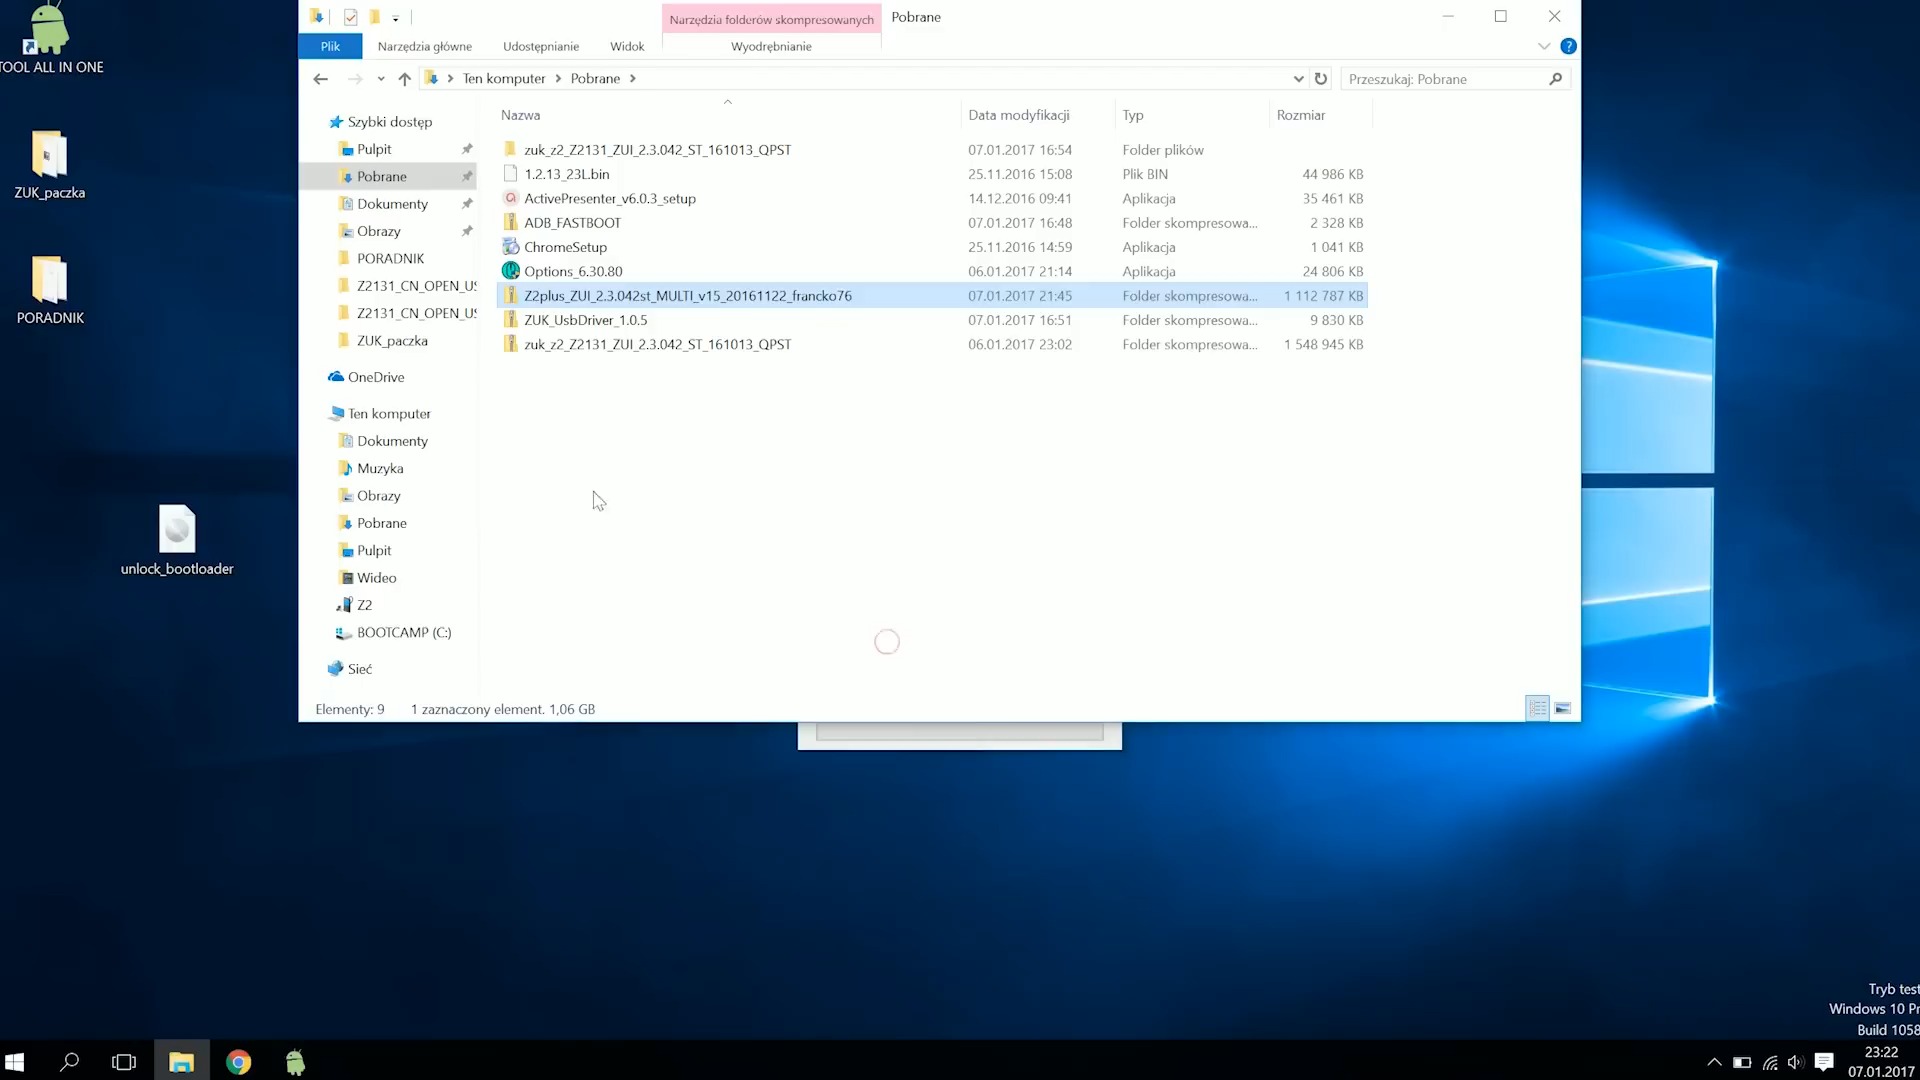 TOOL ALL IN ONE
ZUK_paczka
PORADNIK
unlock_bootloader
Narzędzia folderów skompresowanych
Pobrane
Plik
Narzędzia główne
Udostępnianie
Widok
Wyodrębnianie
Ten komputer
Pobrane
Przeszukaj: Pobrane
Nazwa
Data modyfikacji
Typ
Rozmiar
Szybki dostęp
Pulpit
Pobrane
Dokumenty
Obrazy
PORADNIK
Z2131_CN_OPEN_US
Z2131_CN_OPEN_US
ZUK_paczka
OneDrive
Ten komputer
Dokumenty
Muzyka
Obrazy
Pobrane
Pulpit
Wideo
Z2
BOOTCAMP (C:)
Sieć
zuk_z2_Z2131_ZUI_2.3.042_ST_161013_QPST 07.01.2017 16:54 Folder plików
1.2.13_23L.bin 25.11.2016 15:08 Plik BIN 44 986 KB
ActivePresenter_v6.0.3_setup 14.12.2016 09:41 Aplikacja 35 461 KB
ADB_FASTBOOT 07.01.2017 16:48 Folder skompresowa... 2 328 KB
ChromeSetup 25.11.2016 14:59 Aplikacja 1 041 KB
Options_6.30.80 06.01.2017 21:14 Aplikacja 24 806 KB
Z2plus_ZUI_2.3.042st_MULTI_v15_20161122_francko76 07.01.2017 21:45 Folder skompresowa... 1 112 787 KB
ZUK_UsbDriver_1.0.5 07.01.2017 16:51 Folder skompresowa... 9 830 KB
zuk_z2_Z2131_ZUI_2.3.042_ST_161013_QPST 06.01.2017 23:02 Folder skompresowa... 1 548 945 KB
Elementy: 9 1 zaznaczony element. 1,06 GB
Tryb test
Windows 10 Pr
Build 1058
23:22
07.01.2017